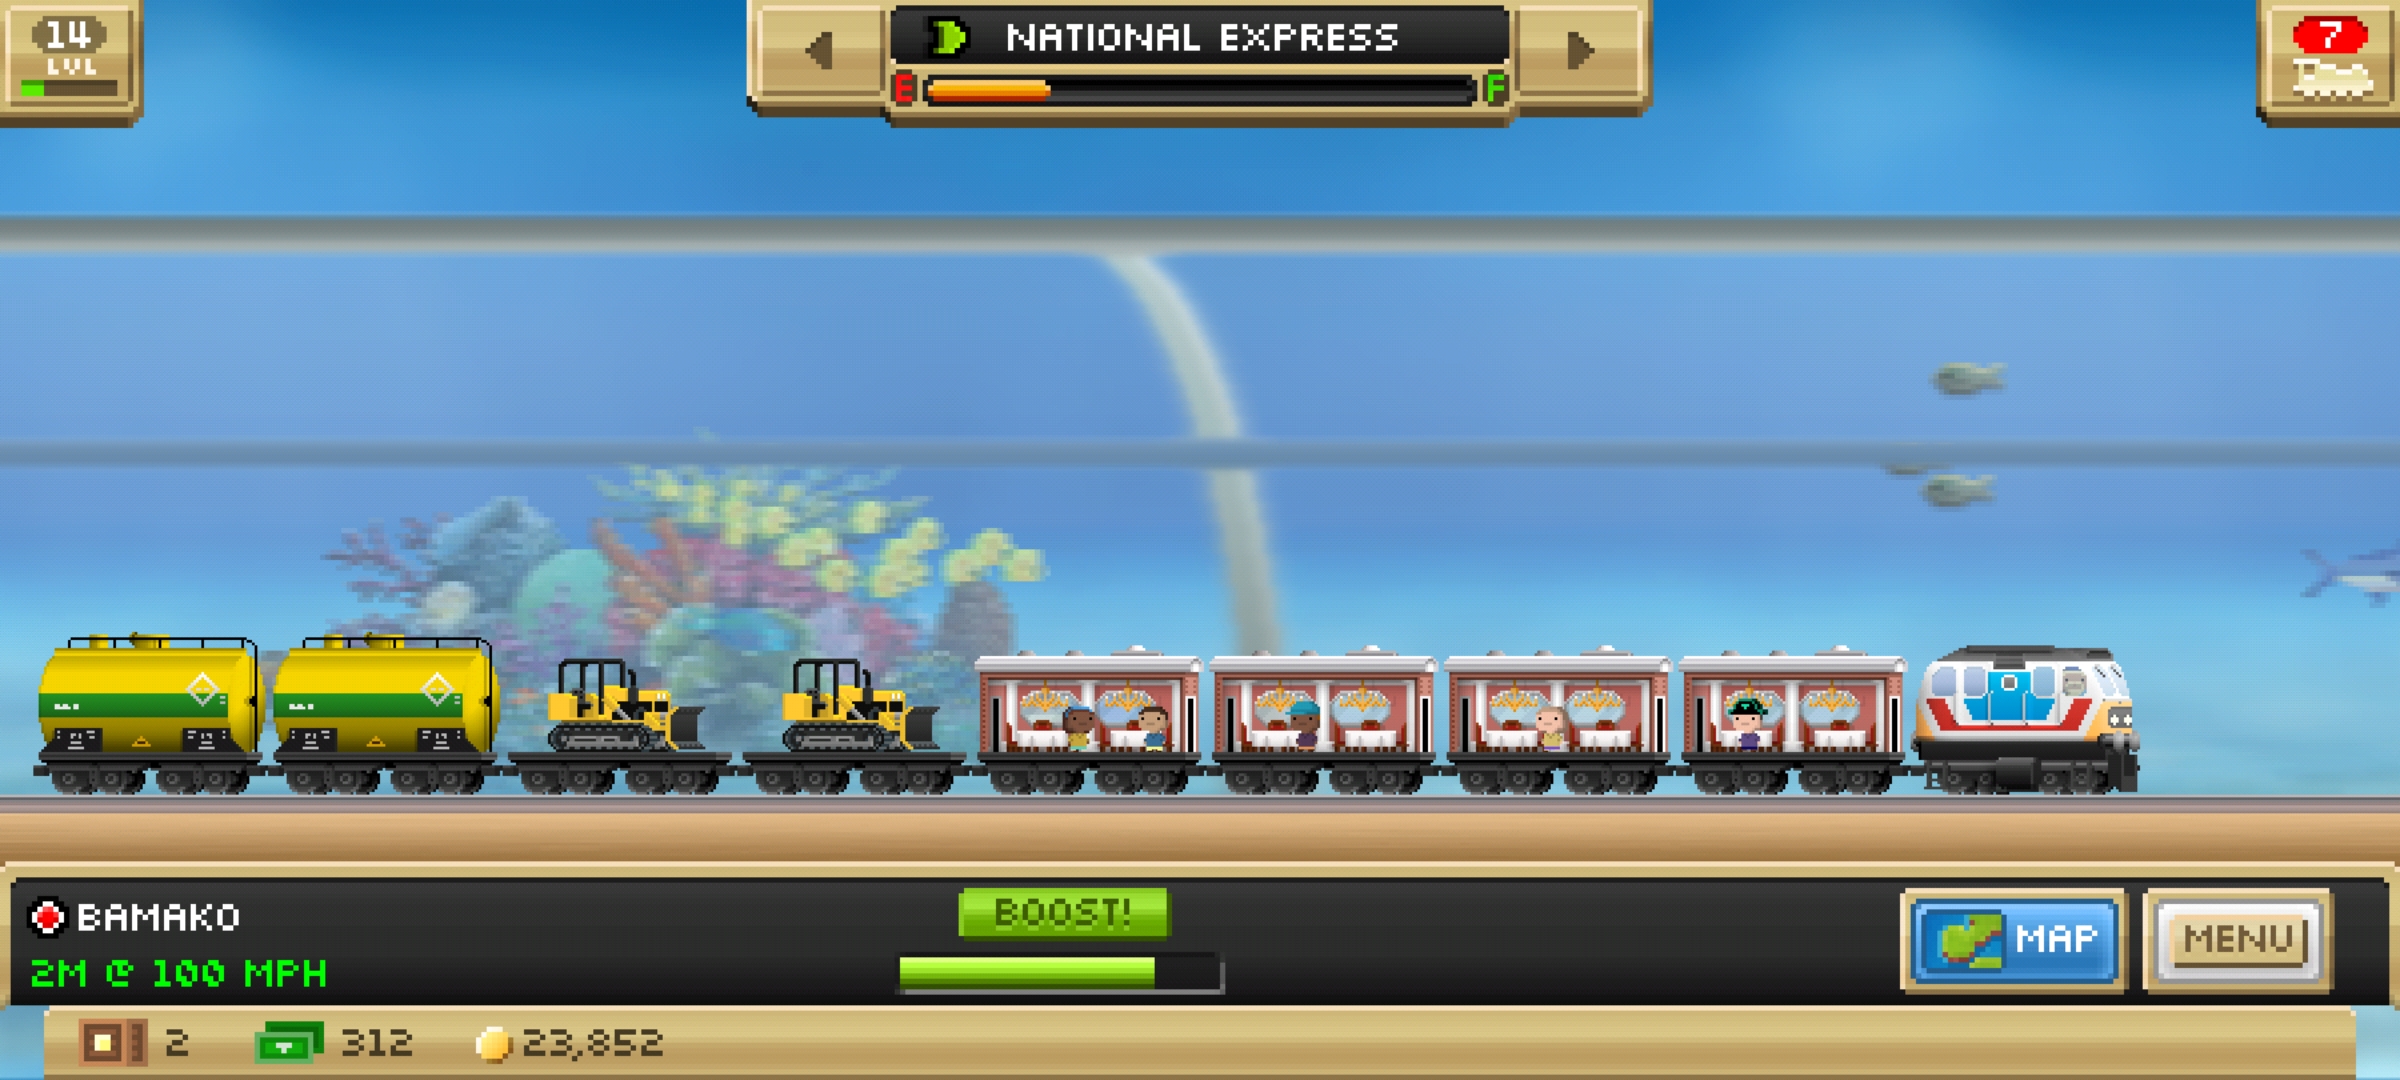 14
LVL
NATIONAL EXPRESS
E F
7
BAMAKO
2M @ 100 MPH
BOOST!
MAP
MENU
2 312 23,852